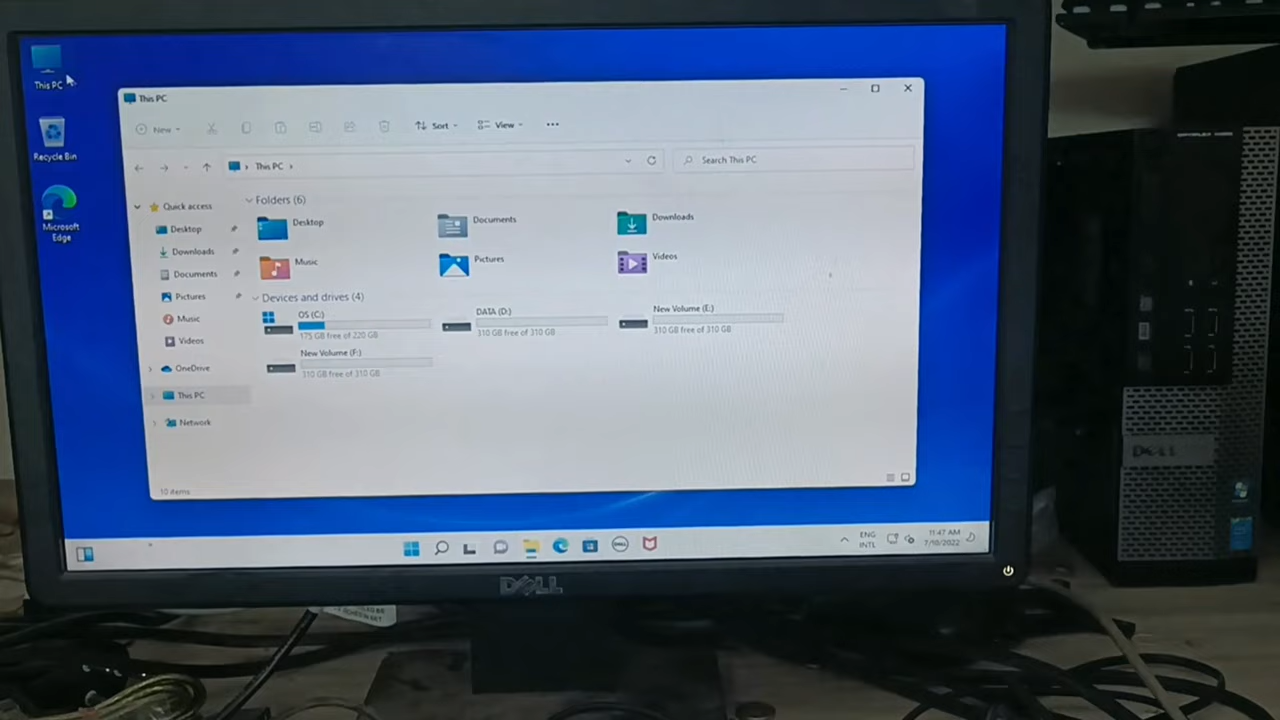 This PC
Recycle Bin
Microsoft
Edge
This PC
New
Sort
View
This PC
Search This PC
Quick access
Desktop
Downloads
Documents
Pictures
Music
Videos
OneDrive
This PC
Network
Folders (6)
Desktop
Documents
Downloads
Music
Pictures
Videos
Devices and drives (4)
OS (C:)
175 GB free of 220 GB
DATA (D:)
310 GB free of 310 GB
New Volume (E:)
310 GB free of 310 GB
New Volume (F:)
310 GB free of 310 GB
10 items
ENG
INTL
11:47 AM
7/10/2022
DELL
DELL